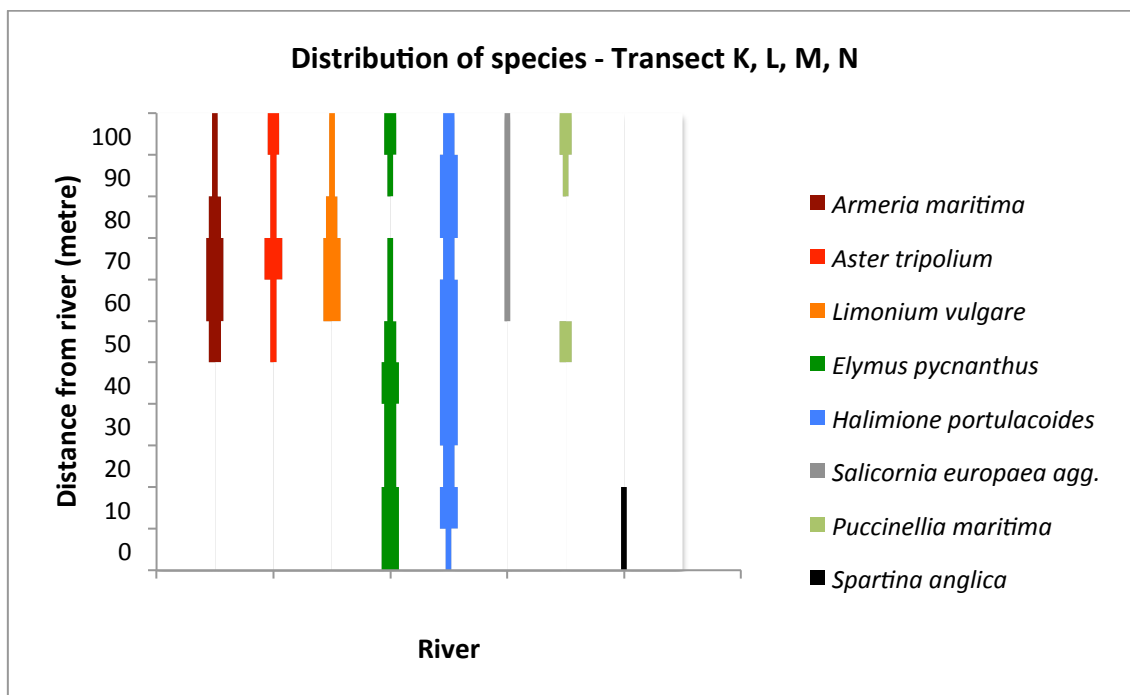 Distribution of species - Transect K, L, M, N
Distance from river (metre)
100
90
80
70
60
50
40
30
20
10
0
River
Armeria maritima
Aster tripolium
Limonium vulgare
Elymus pycnanthus
Halimione portulacoides
Salicornia europaea agg.
Puccinellia maritima
Spartina anglica